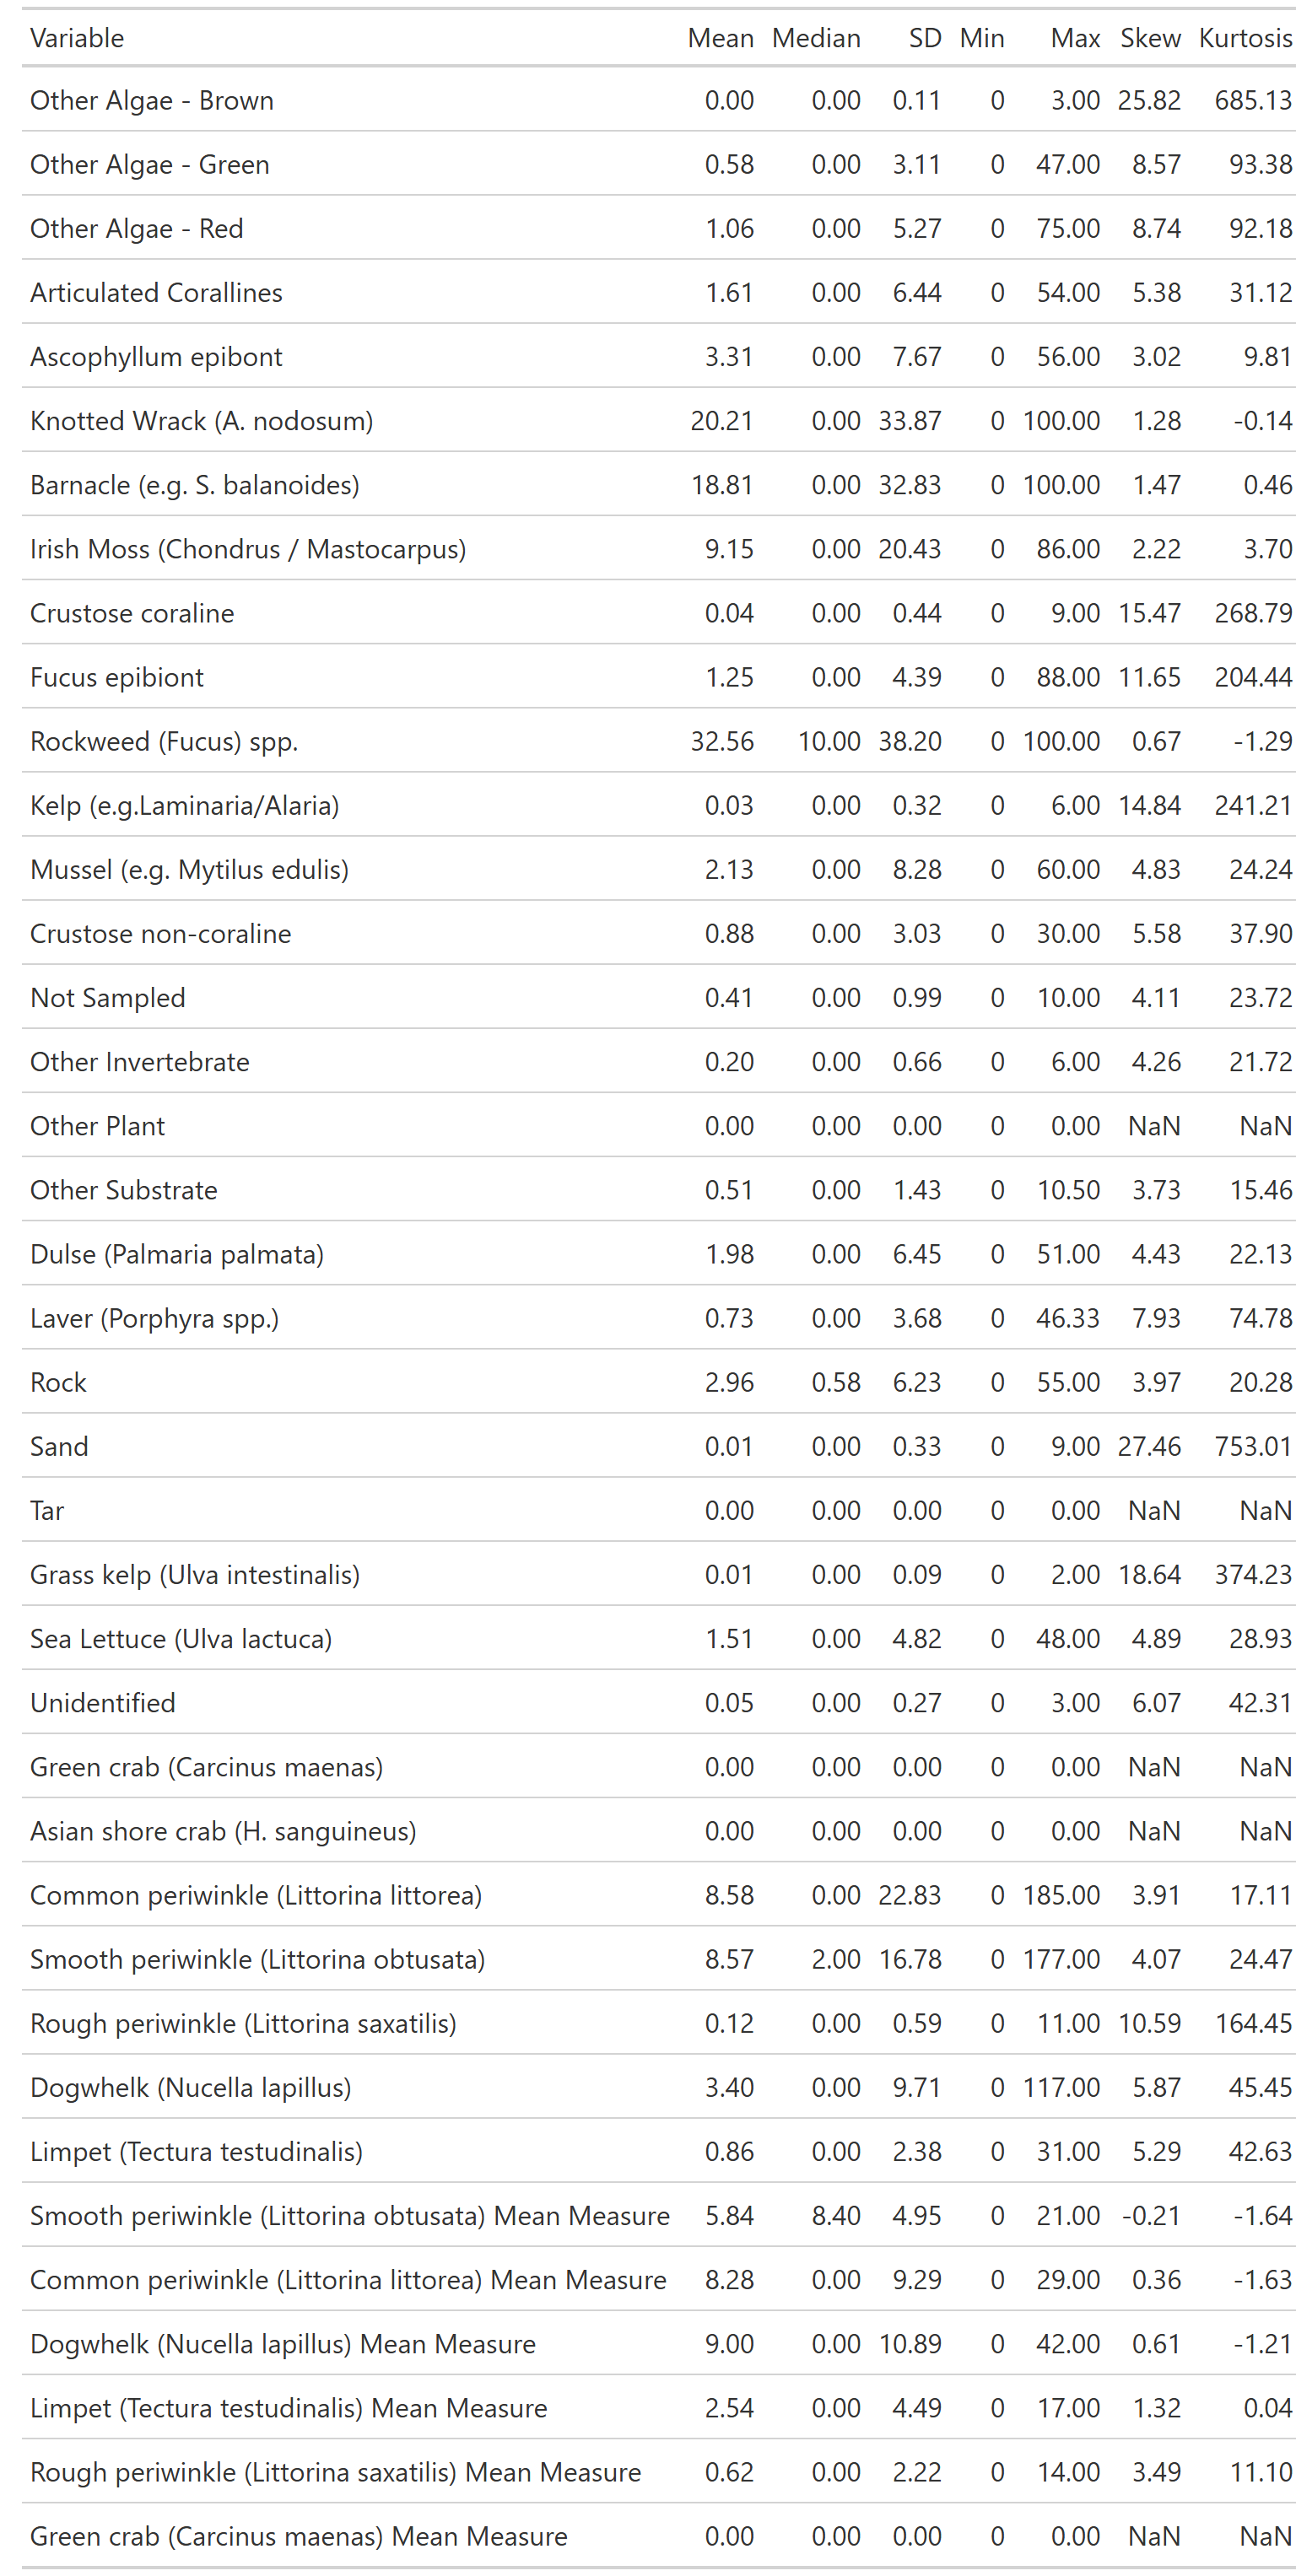 Variable Mean Median SD Min Max Skew Kurtosis
Other Algae - Brown 0.00 0.00 0.11 0 3.00 25.82 685.13
Other Algae - Green 0.58 0.00 3.11 0 47.00 8.57 93.38
Other Algae - Red 1.06 0.00 5.27 0 75.00 8.74 92.18
Articulated Corallines 1.61 0.00 6.44 0 54.00 5.38 31.12
Ascophyllum epibont 3.31 0.00 7.67 0 56.00 3.02 9.81
Knotted Wrack (A. nodosum) 20.21 0.00 33.87 0 100.00 1.28 -0.14
Barnacle (e.g. S. balanoides) 18.81 0.00 32.83 0 100.00 1.47 0.46
Irish Moss (Chondrus / Mastocarpus) 9.15 0.00 20.43 0 86.00 2.22 3.70
Crustose coraline 0.04 0.00 0.44 0 9.00 15.47 268.79
Fucus epibiont 1.25 0.00 4.39 0 88.00 11.65 204.44
Rockweed (Fucus) spp. 32.56 10.00 38.20 0 100.00 0.67 -1.29
Kelp (e.g.Laminaria/Alaria) 0.03 0.00 0.32 0 6.00 14.84 241.21
Mussel (e.g. Mytilus edulis) 2.13 0.00 8.28 0 60.00 4.83 24.24
Crustose non-coraline 0.88 0.00 3.03 0 30.00 5.58 37.90
Not Sampled 0.41 0.00 0.99 0 10.00 4.11 23.72
Other Invertebrate 0.20 0.00 0.66 0 6.00 4.26 21.72
Other Plant 0.00 0.00 0.00 0 0.00 NaN NaN
Other Substrate 0.51 0.00 1.43 0 10.50 3.73 15.46
Dulse (Palmaria palmata) 1.98 0.00 6.45 0 51.00 4.43 22.13
Laver (Porphyra spp.) 0.73 0.00 3.68 0 46.33 7.93 74.78
Rock 2.96 0.58 6.23 0 55.00 3.97 20.28
Sand 0.01 0.00 0.33 0 9.00 27.46 753.01
Tar 0.00 0.00 0.00 0 0.00 NaN NaN
Grass kelp (Ulva intestinalis) 0.01 0.00 0.09 0 2.00 18.64 374.23
Sea Lettuce (Ulva lactuca) 1.51 0.00 4.82 0 48.00 4.89 28.93
Unidentified 0.05 0.00 0.27 0 3.00 6.07 42.31
Green crab (Carcinus maenas) 0.00 0.00 0.00 0 0.00 NaN NaN
Asian shore crab (H. sanguineus) 0.00 0.00 0.00 0 0.00 NaN NaN
Common periwinkle (Littorina littorea) 8.58 0.00 22.83 0 185.00 3.91 17.11
Smooth periwinkle (Littorina obtusata) 8.57 2.00 16.78 0 177.00 4.07 24.47
Rough periwinkle (Littorina saxatilis) 0.12 0.00 0.59 0 11.00 10.59 164.45
Dogwhelk (Nucella lapillus) 3.40 0.00 9.71 0 117.00 5.87 45.45
Limpet (Tectura testudinalis) 0.86 0.00 2.38 0 31.00 5.29 42.63
Smooth periwinkle (Littorina obtusata) Mean Measure 5.84 8.40 4.95 0 21.00 -0.21 -1.64
Common periwinkle (Littorina littorea) Mean Measure 8.28 0.00 9.29 0 29.00 0.36 -1.63
Dogwhelk (Nucella lapillus) Mean Measure 9.00 0.00 10.89 0 42.00 0.61 -1.21
Limpet (Tectura testudinalis) Mean Measure 2.54 0.00 4.49 0 17.00 1.32 0.04
Rough periwinkle (Littorina saxatilis) Mean Measure 0.62 0.00 2.22 0 14.00 3.49 11.10
Green crab (Carcinus maenas) Mean Measure 0.00 0.00 0.00 0 0.00 NaN NaN